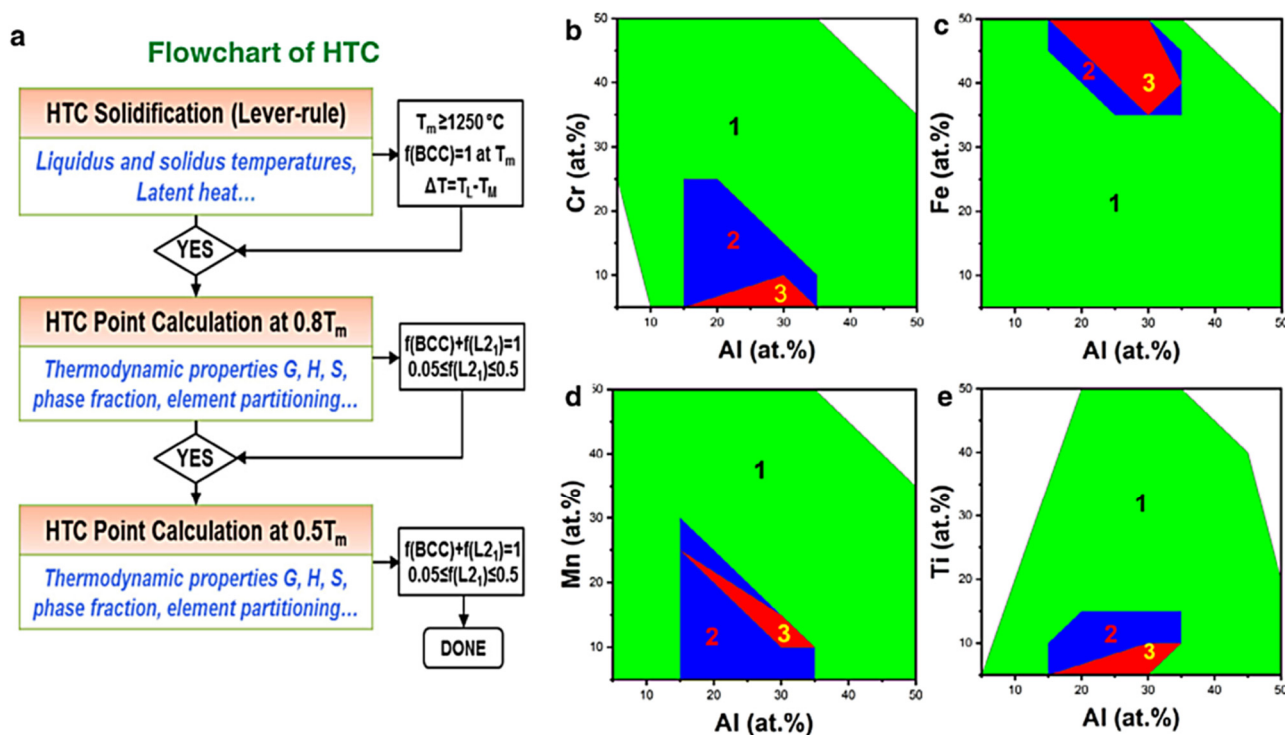 a
Flowchart of HTC
HTC Solidification (Lever-rule)
Liquidus and solidus temperatures,
Latent heat...
Tm≥1250 °C
f(BCC)=1 at Tm
ΔT=TL-TM
YES
HTC Point Calculation at 0.8Tm
Thermodynamic properties G, H, S,
phase fraction, element partitioning...
f(BCC)+f(L21)=1
0.05≤f(L21)≤0.5
YES
HTC Point Calculation at 0.5Tm
Thermodynamic properties G, H, S,
phase fraction, element partitioning...
f(BCC)+f(L21)=1
0.05≤f(L21)≤0.5
DONE
b
Cr (at.%)
50
40
30
20
10
1
2
3
10 20 30 40 50
Al (at.%)
c
Fe (at.%)
50
40
30
20
10
2
3
1
10 20 30 40 50
Al (at.%)
d
Mn (at.%)
50
40
30
20
10
1
2
3
10 20 30 40 50
Al (at.%)
e
Ti (at.%)
50
40
30
20
10
1
2
3
10 20 30 40 50
Al (at.%)